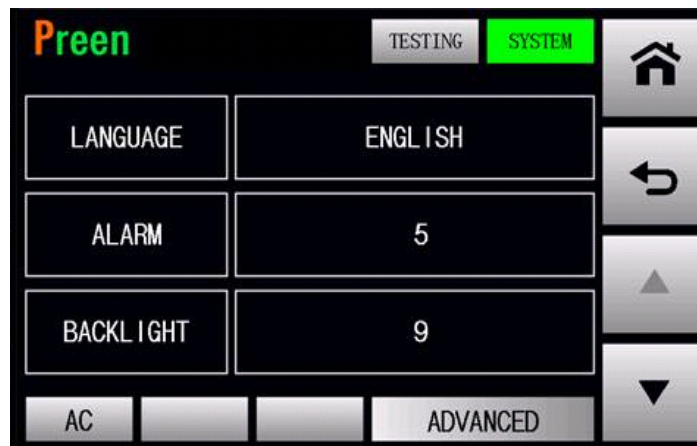 Preen TESTING SYSTEM
LANGUAGE ENGLISH
ALARM 5
BACKLIGHT 9
AC ADVANCED